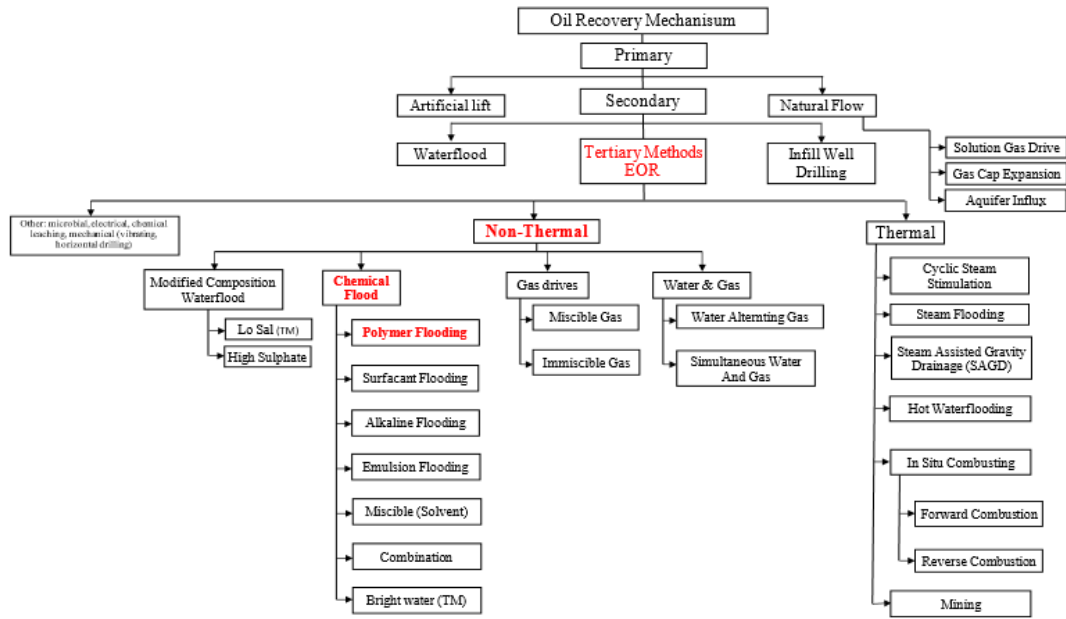 Oil Recovery Mechanisum
Primary
Artificial lift
Secondary
Natural Flow
Waterflood
Tertiary Methods
EOR
Infill Well
Drilling
Solution Gas Drive
Gas Cap Expansion
Aquifer Influx
Other: microbial, electrical, chemical
leaching, mechanical (vibrating,
horizontal drilling)
Non-Thermal
Thermal
Modified Composition
Waterflood
Lo Sal (TM)
High Sulphate
Chemical
Flood
Polymer Flooding
Surfacant Flooding
Alkaline Flooding
Emulsion Flooding
Miscible (Solvent)
Combination
Bright water (TM)
Gas drives
Miscible Gas
Immiscible Gas
Water & Gas
Water Alternting Gas
Simultaneous Water
And Gas
Cyclic Steam
Stimulation
Steam Flooding
Steam Assisted Gravity
Drainage (SAGD)
Hot Waterflooding
In Situ Combusting
Forward Combustion
Reverse Combustion
Mining